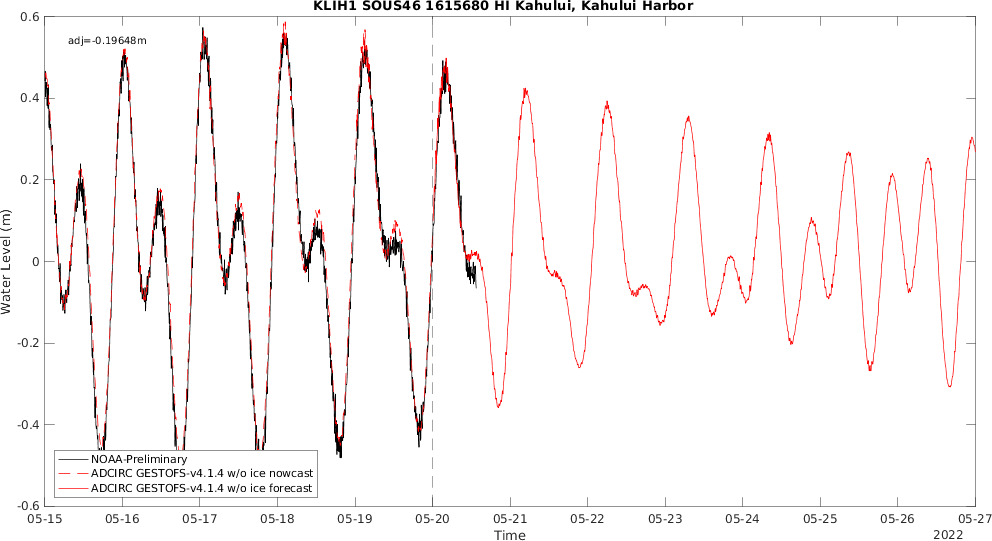 KLIH1 SOUS46 1615680 HI Kahului, Kahului Harbor
adj=-0.19648m
0.6
0.4
0.2
0
-0.2
-0.4
-0.6
Water Level (m)
NOAA-Preliminary
ADCIRC GESTOFS-v4.1.4 w/o ice nowcast
ADCIRC GESTOFS-v4.1.4 w/o ice forecast
05-15 05-16 05-17 05-18 05-19 05-20 05-21 05-22 05-23 05-24 05-25 05-26 05-27
Time
2022